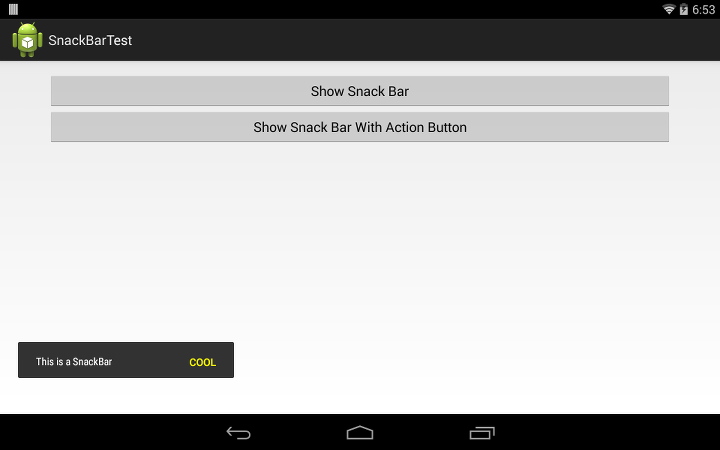 6:53
SnackBarTest
Show Snack Bar
Show Snack Bar With Action Button
This is a SnackBar COOL